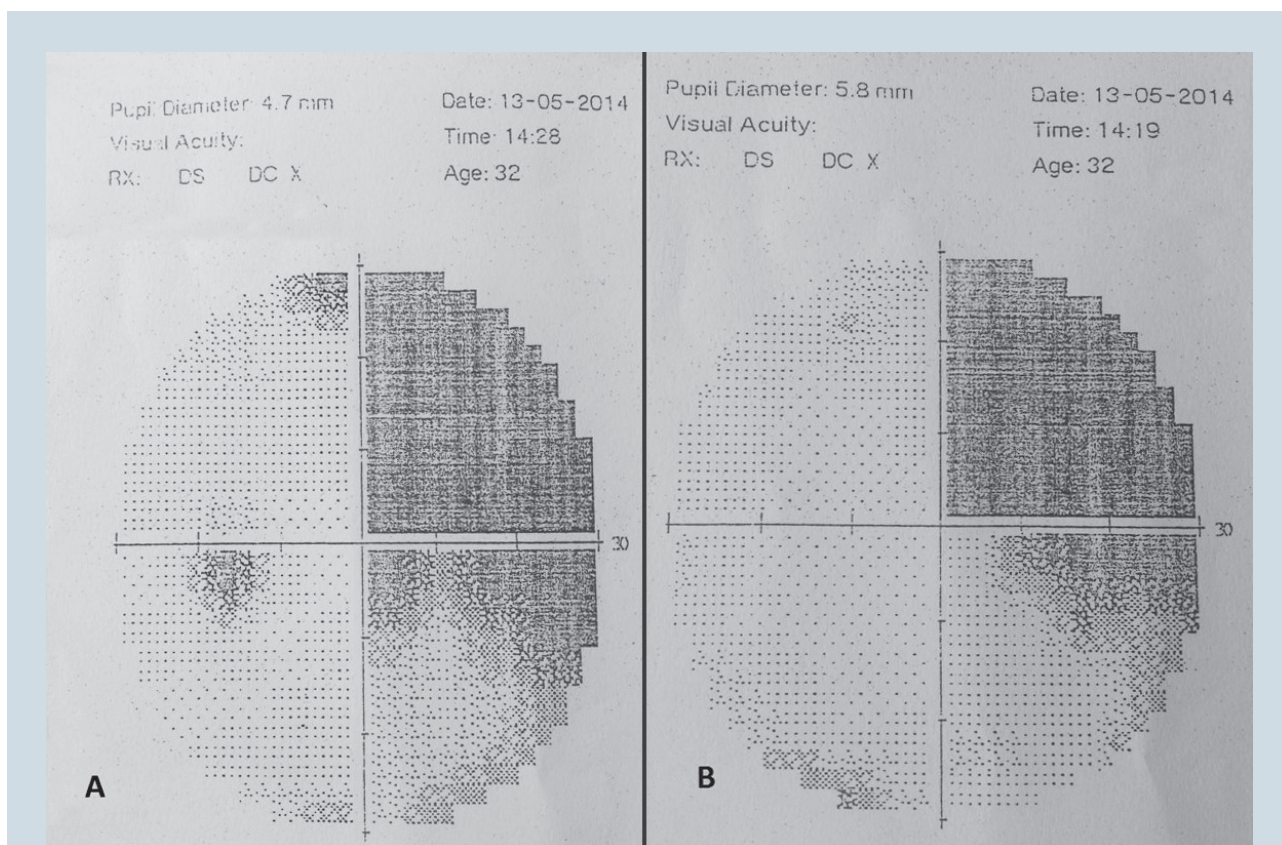 Pupil Diameter: 4.7 mm
Date: 13-05-2014
Visual Acuity:
Time: 14:28
RX: DS DC X
Age: 32
30
A
Pupil Diameter: 5.8 mm
Date: 13-05-2014
Visual Acuity:
Time: 14:19
RX: DS DC X
Age: 32
30
B